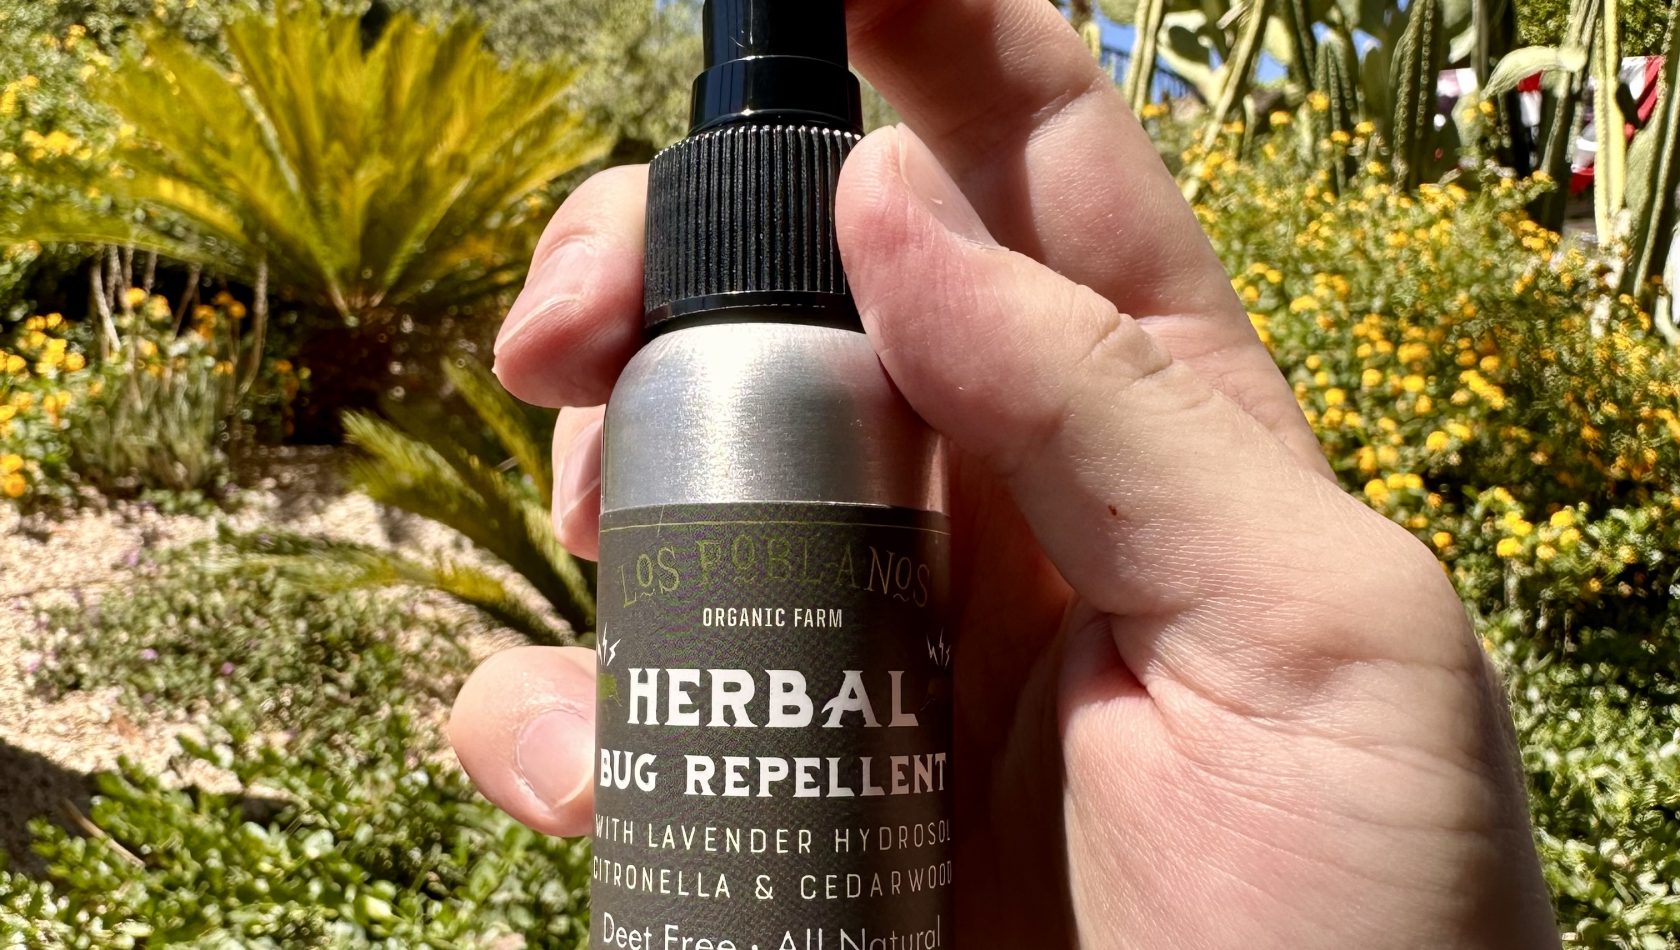 LOS POBLANOS
ORGANIC FARM
HERBAL
BUG REPELLENT
WITH LAVENDER HYDROSOL
CITRONELLA & CEDARWOOD
Deet Free · All Natural